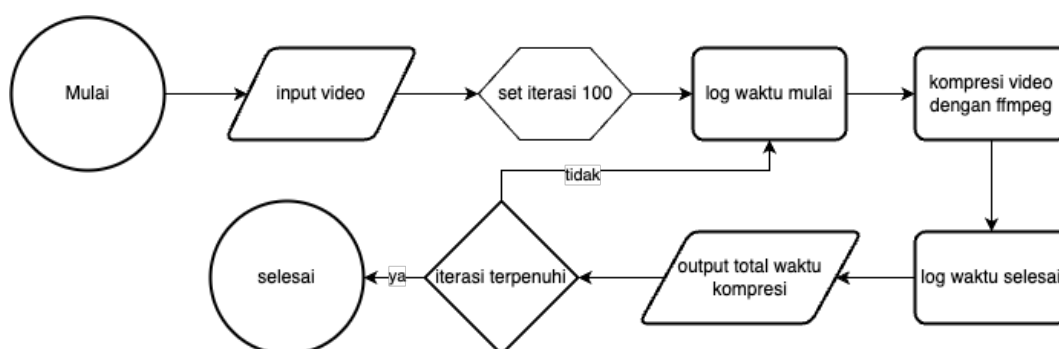 Mulai
input video
set iterasi 100
log waktu mulai
kompresi video
dengan ffmpeg
log waktu selesai
output total waktu
kompresi
iterasi terpenuhi
tidak
ya
selesai